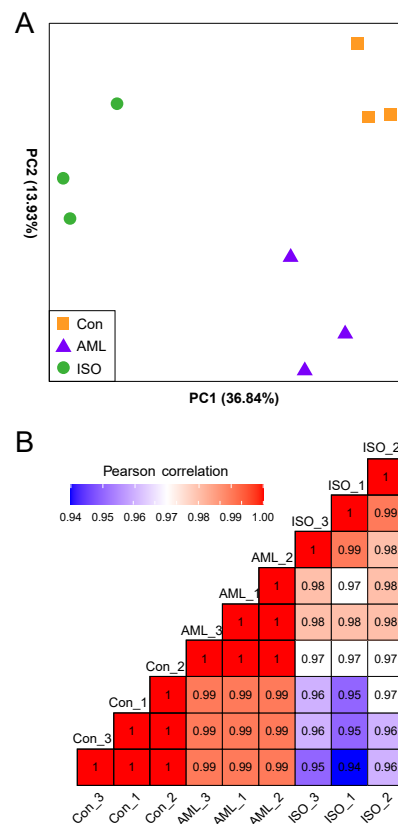 A
PC2 (13.93%)
Con
AML
ISO
PC1 (36.84%)
B
Pearson correlation
0.94 0.95 0.96 0.97 0.98 0.99 1.00
ISO_2
1
ISO_1
1 0.99
ISO_3
1 0.99 0.98
AML_2
1 0.98 0.97 0.98
AML_1
1 1 0.98 0.98 0.98
AML_3
1 1 1 0.97 0.97 0.97
Con_2
1 0.99 0.99 0.99 0.96 0.95 0.97
Con_1
1 1 0.99 0.99 0.99 0.96 0.95 0.96
Con_3
1 1 1 0.99 0.99 0.99 0.95 0.94 0.96
Con_3 Con_1 Con_2 AML_3 AML_1 AML_2 ISO_3 ISO_1 ISO_2